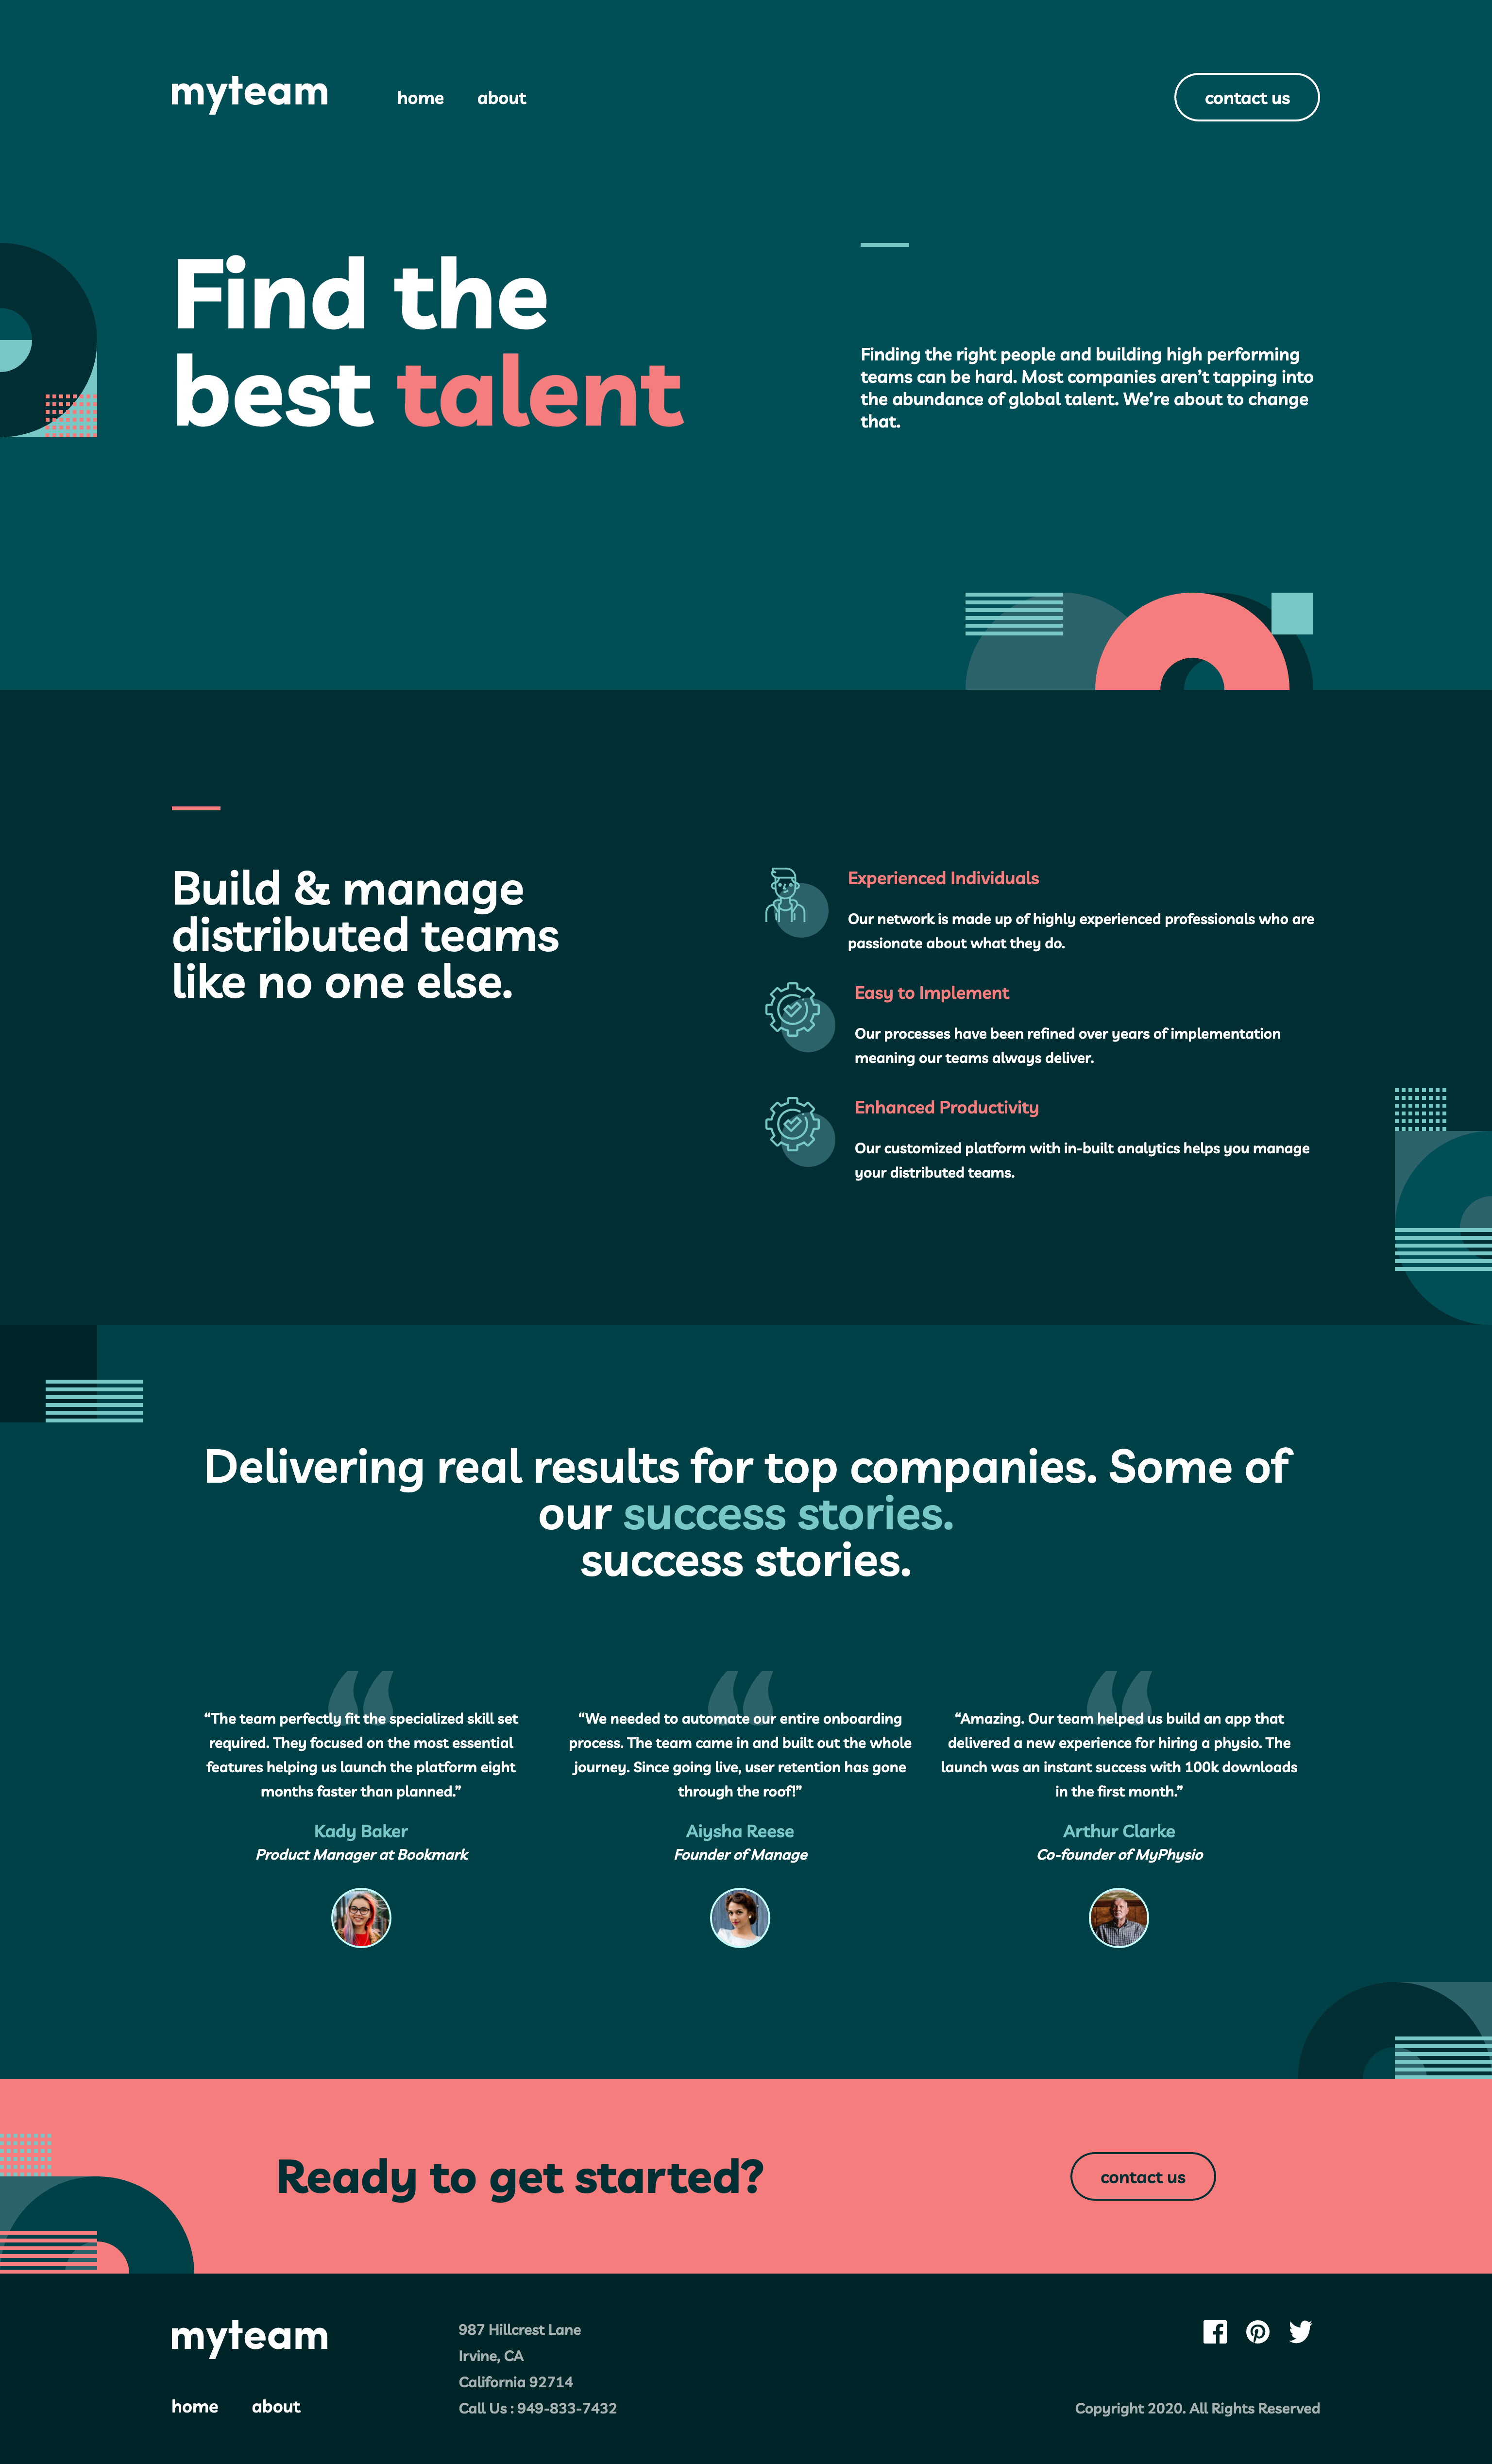 myteam
home about
contact us
Find the
best talent
Finding the right people and building high performing
teams can be hard. Most companies aren’t tapping into
the abundance of global talent. We’re about to change
that.
Build & manage
distributed teams
like no one else.
Experienced Individuals
Our network is made up of highly experienced professionals who are
passionate about what they do.
Easy to Implement
Our processes have been refined over years of implementation
meaning our teams always deliver.
Enhanced Productivity
Our customized platform with in-built analytics helps you manage
your distributed teams.
Delivering real results for top companies. Some of
our success stories.
success stories.
“The team perfectly fit the specialized skill set
required. They focused on the most essential
features helping us launch the platform eight
months faster than planned.”
Kady Baker
Product Manager at Bookmark
“We needed to automate our entire onboarding
process. The team came in and built out the whole
journey. Since going live, user retention has gone
through the roof!”
Aiysha Reese
Founder of Manage
“Amazing. Our team helped us build an app that
delivered a new experience for hiring a physio. The
launch was an instant success with 100k downloads
in the first month.”
Arthur Clarke
Co-founder of MyPhysio
Ready to get started?
contact us
myteam
home about
987 Hillcrest Lane
Irvine, CA
California 92714
Call Us : 949-833-7432
Copyright 2020. All Rights Reserved